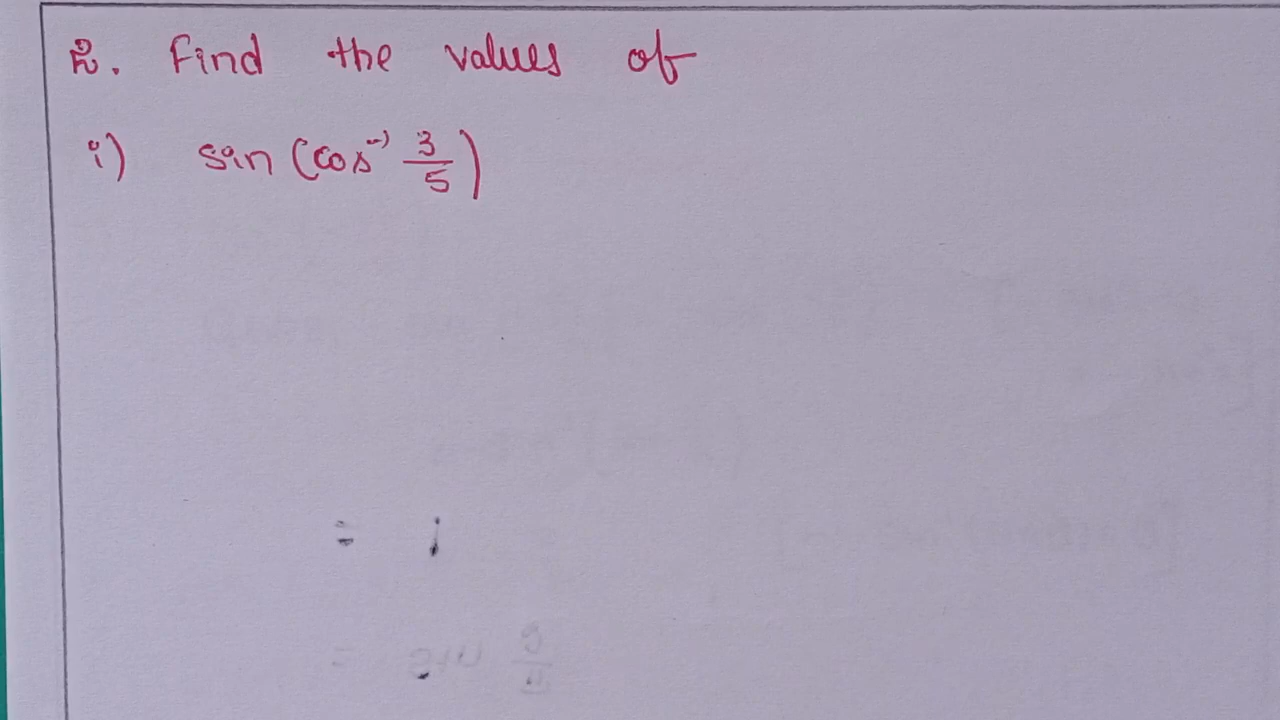 2. Find the values of
i) sin (cos⁻¹ 3/5)